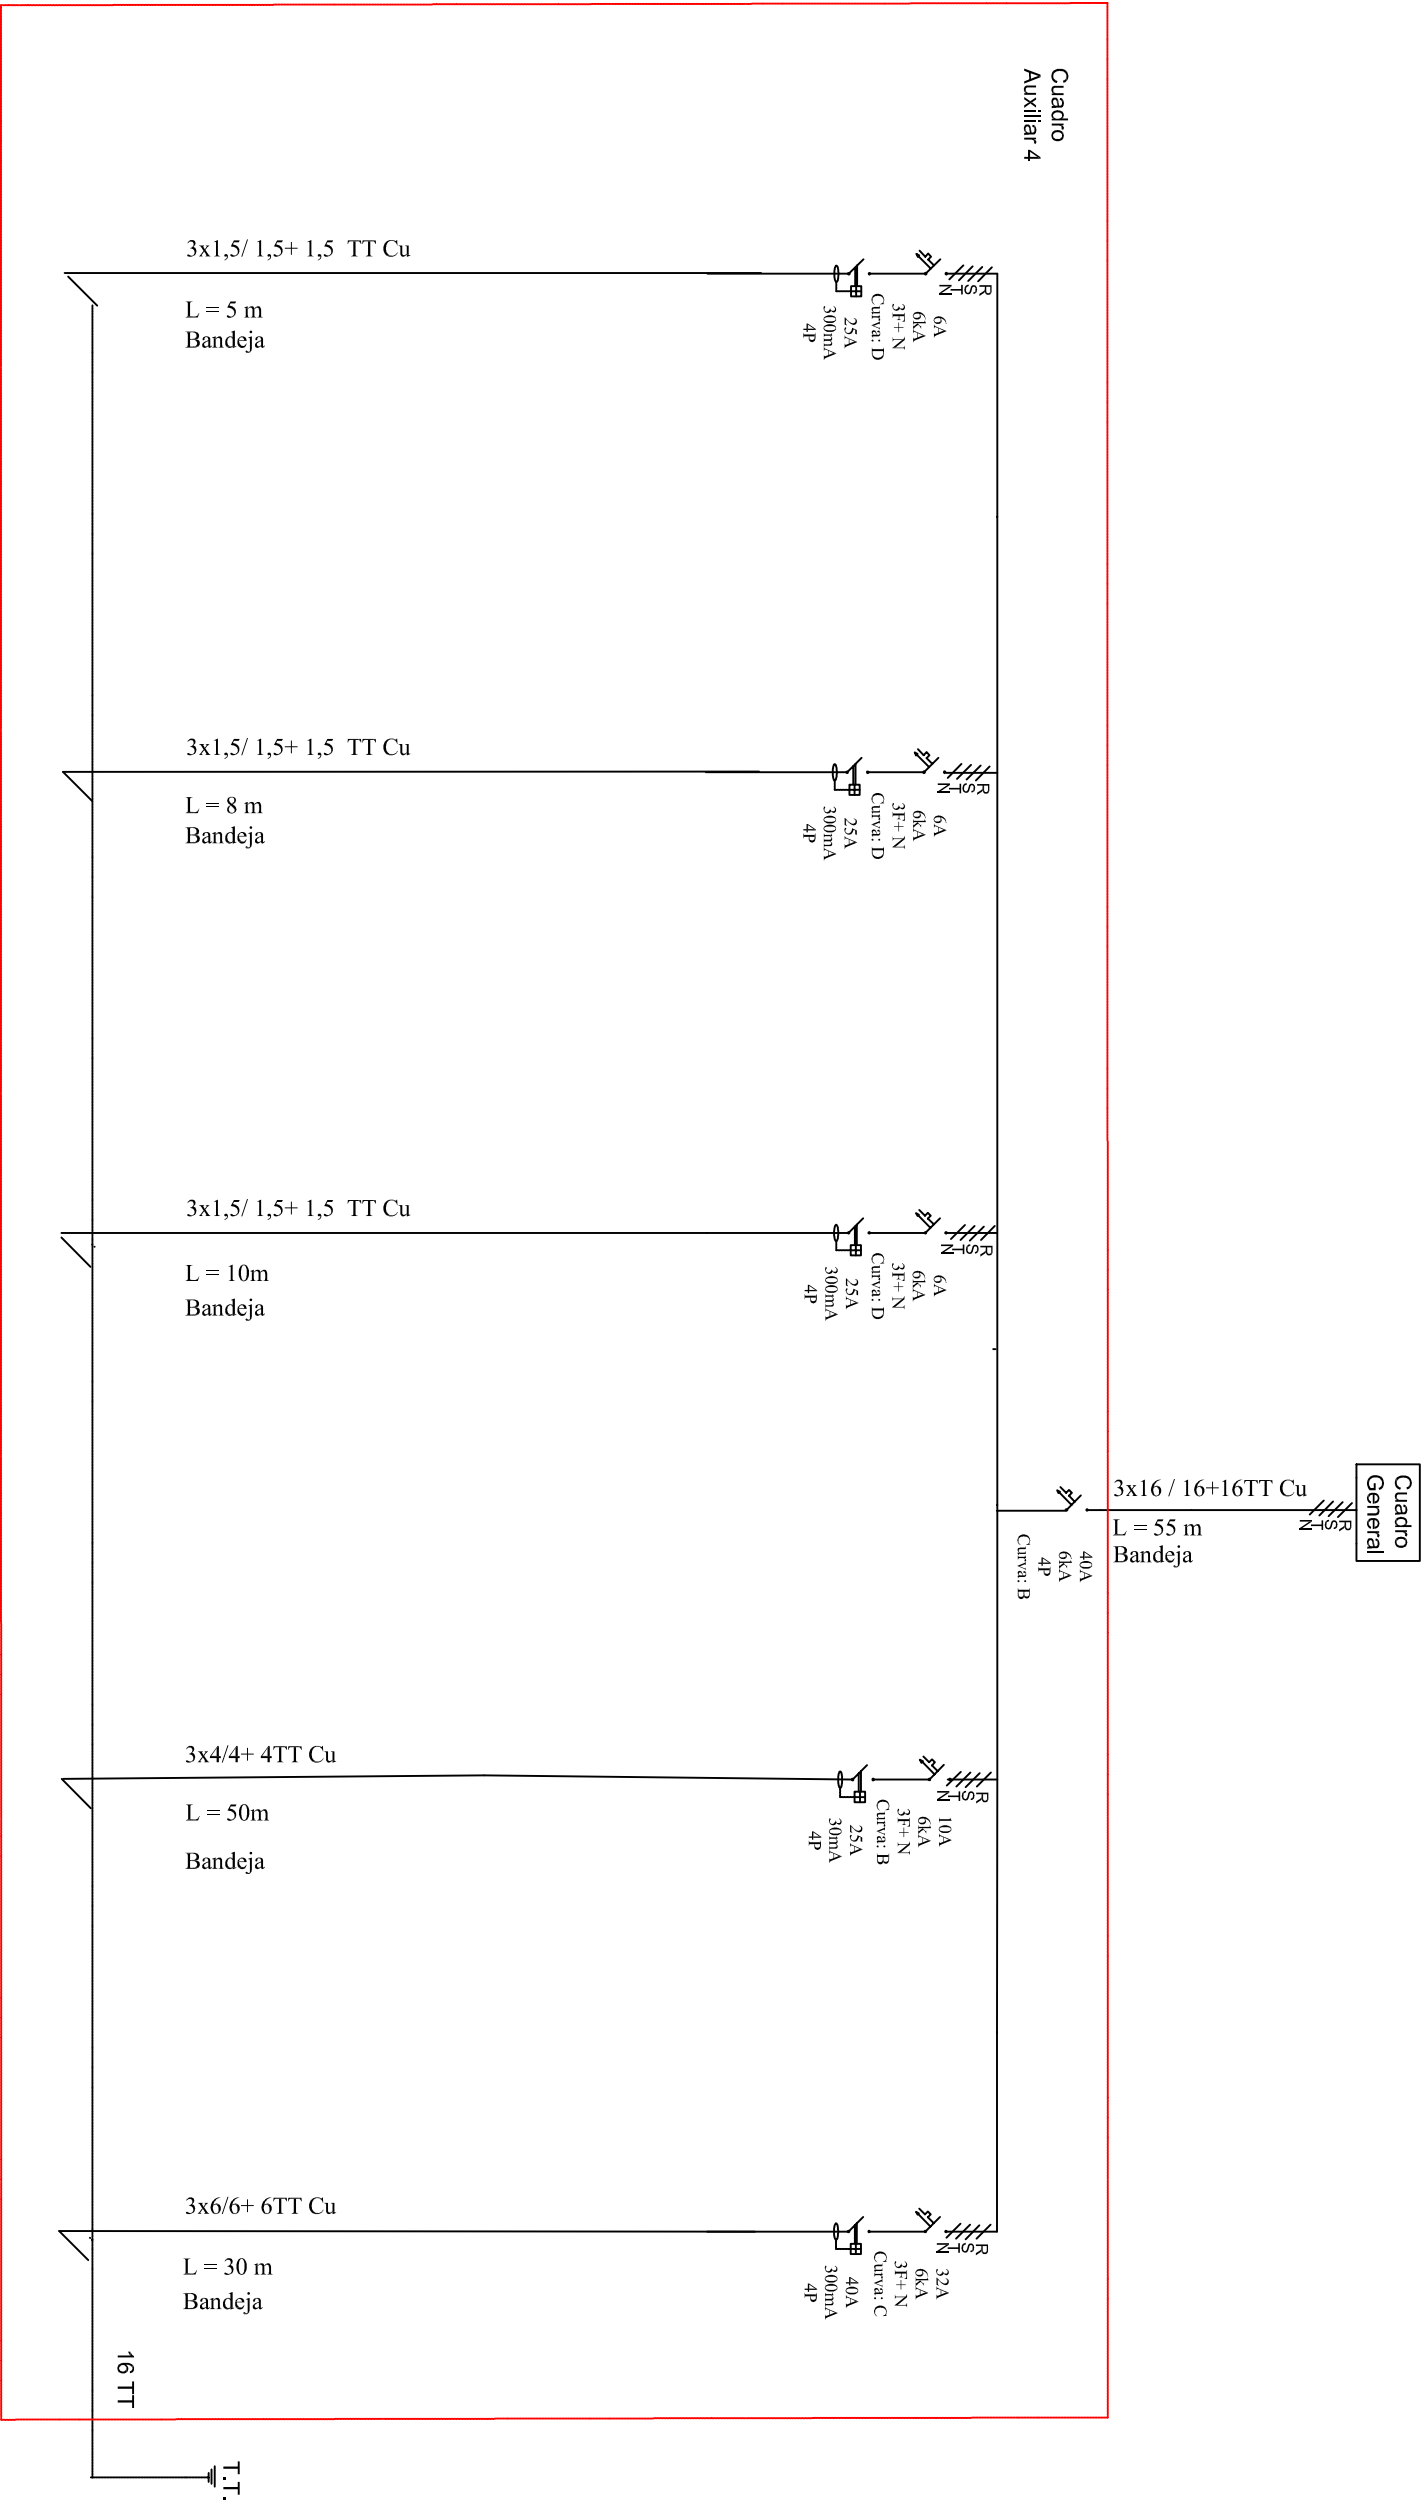 Cuadro
Auxiliar 4
3x1,5/ 1,5+ 1,5 TT Cu
L = 5 m
Bandeja
R
S
T
N
6A
6kA
3F+ N
Curva: D
25A
300mA
4P
3x1,5/ 1,5+ 1,5 TT Cu
L = 8 m
Bandeja
R
S
T
N
6A
6kA
3F+ N
Curva: D
25A
300mA
4P
3x1,5/ 1,5+ 1,5 TT Cu
L = 10m
Bandeja
R
S
T
N
6A
6kA
3F+ N
Curva: D
25A
300mA
4P
Cuadro
General
3x16 / 16+16TT Cu
L = 55 m
Bandeja
R
S
T
N
40A
6kA
4P
Curva: B
3x4/4+ 4TT Cu
L = 50m
Bandeja
R
S
T
N
10A
6kA
3F+ N
Curva: B
25A
30mA
4P
3x6/6+ 6TT Cu
L = 30 m
Bandeja
R
S
T
N
32A
6kA
3F+ N
Curva: C
40A
300mA
4P
16 TT
T.T.